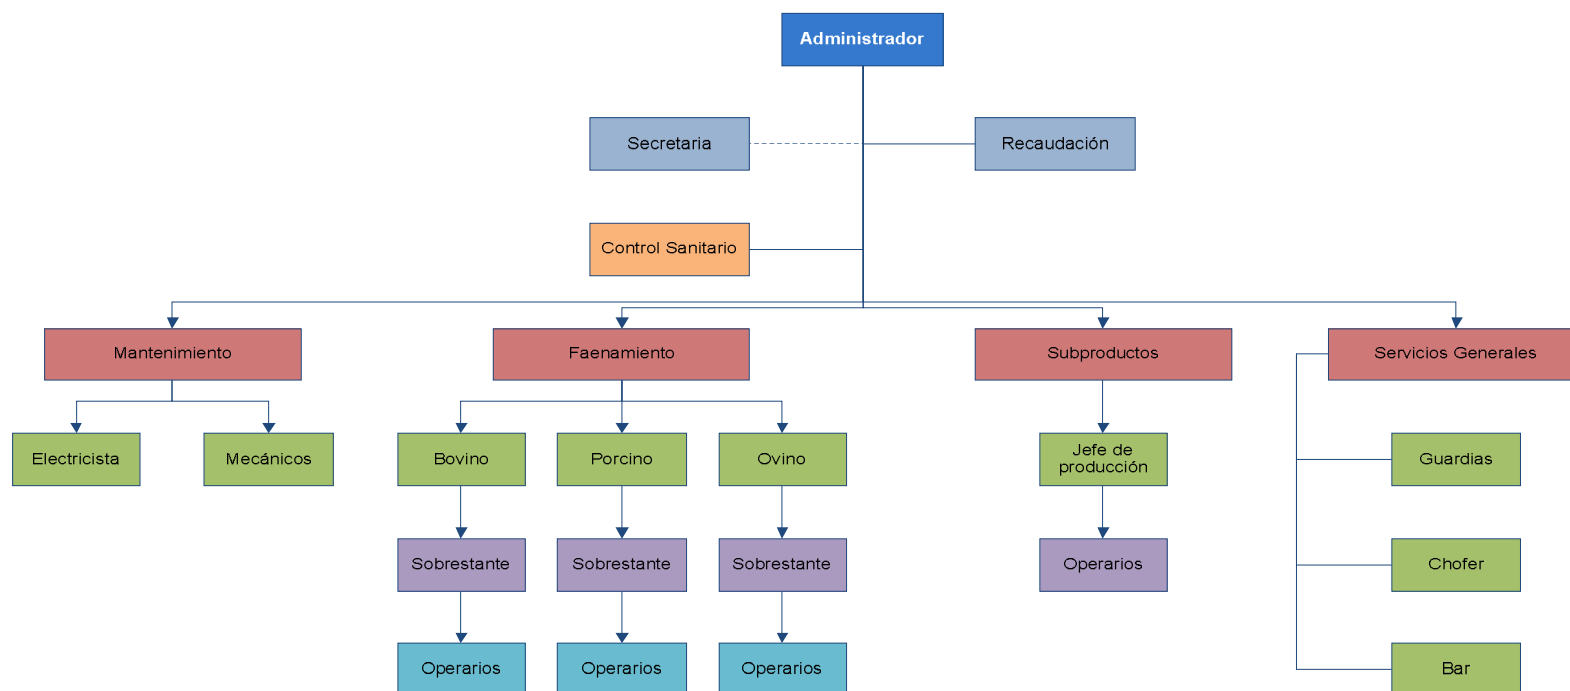 Administrador
Secretaria
Recaudación
Control Sanitario
Mantenimiento
Faenamiento
Subproductos
Servicios Generales
Electricista
Mecánicos
Bovino
Porcino
Ovino
Jefe de
producción
Guardias
Sobrestante
Sobrestante
Sobrestante
Operarios
Chofer
Operarios
Operarios
Operarios
Bar